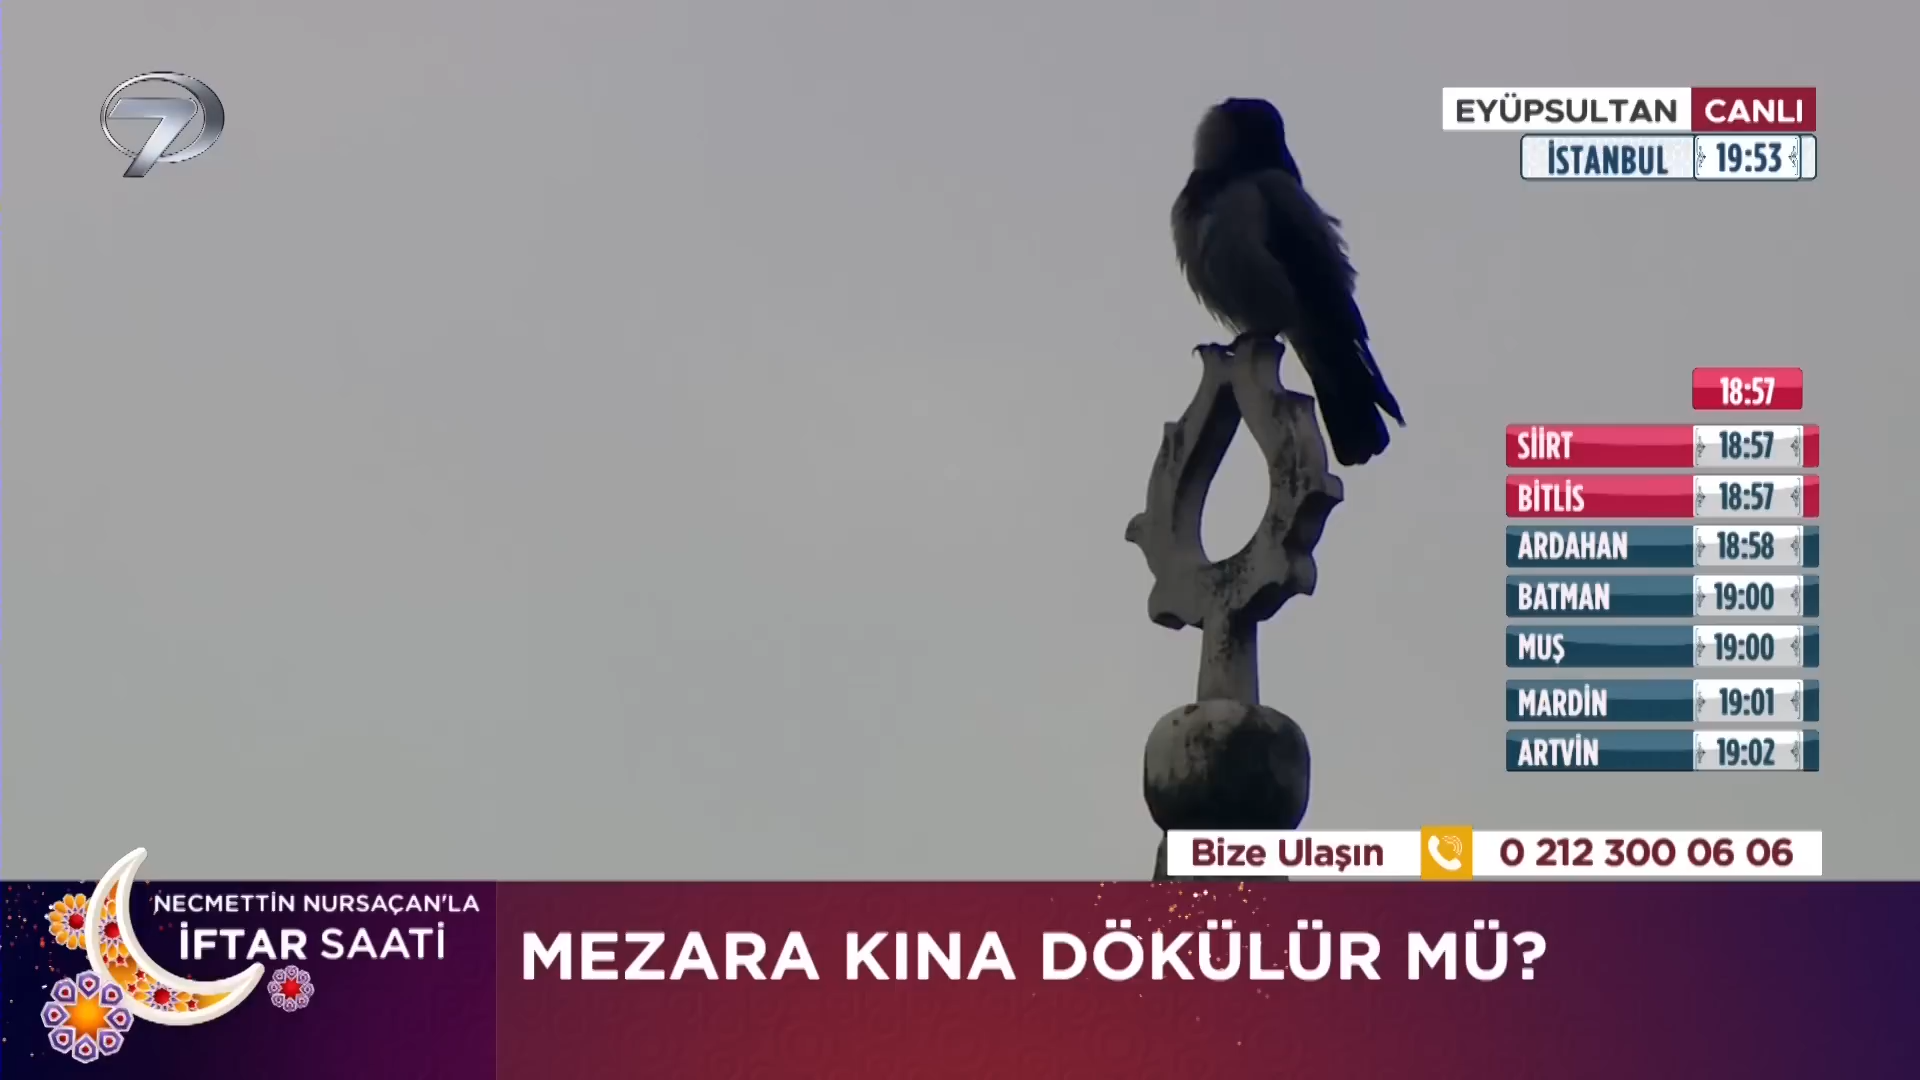 7
EYÜPSULTAN CANLI
İSTANBUL 19:53
18:57
SİİRT 18:57
BİTLİS 18:57
ARDAHAN 18:58
BATMAN 19:00
MUŞ 19:00
MARDİN 19:01
ARTVİN 19:02
Bize Ulaşın 0 212 300 06 06
NECMETTİN NURSAÇAN'LA
İFTAR SAATİ
MEZARA KINA DÖKÜLÜR MÜ?